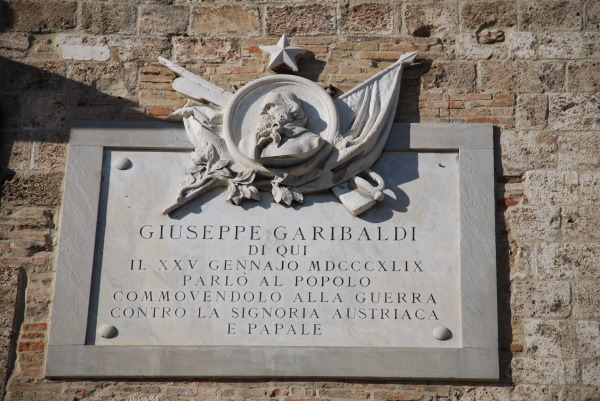 GIUSEPPE GARIBALDI
DI QUI
IL XXV GENNAJO MDCCCXLIX
PARLÒ AL POPOLO
COMMOVENDOLO ALLA GUERRA
CONTRO LA SIGNORIA AUSTRIACA
E PAPALE